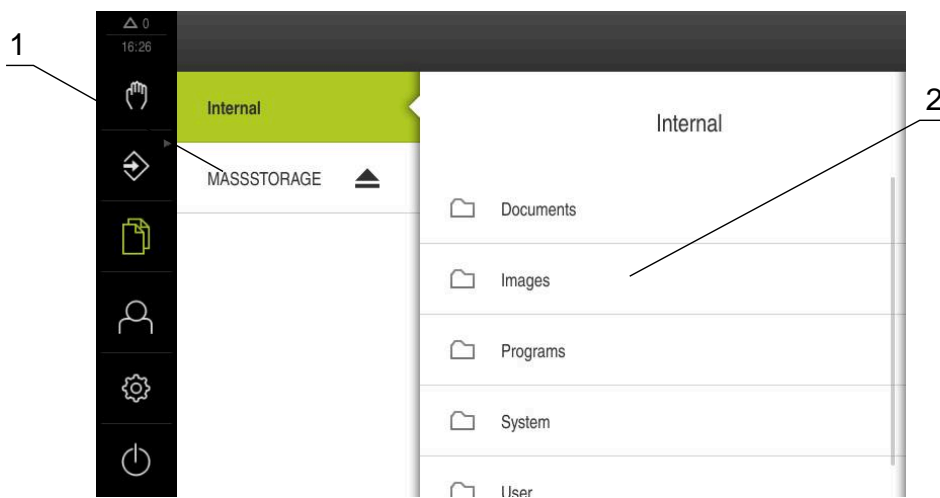 1
0
16:26
Internal
MASSSTORAGE
Internal
Documents
Images
Programs
System
User
2